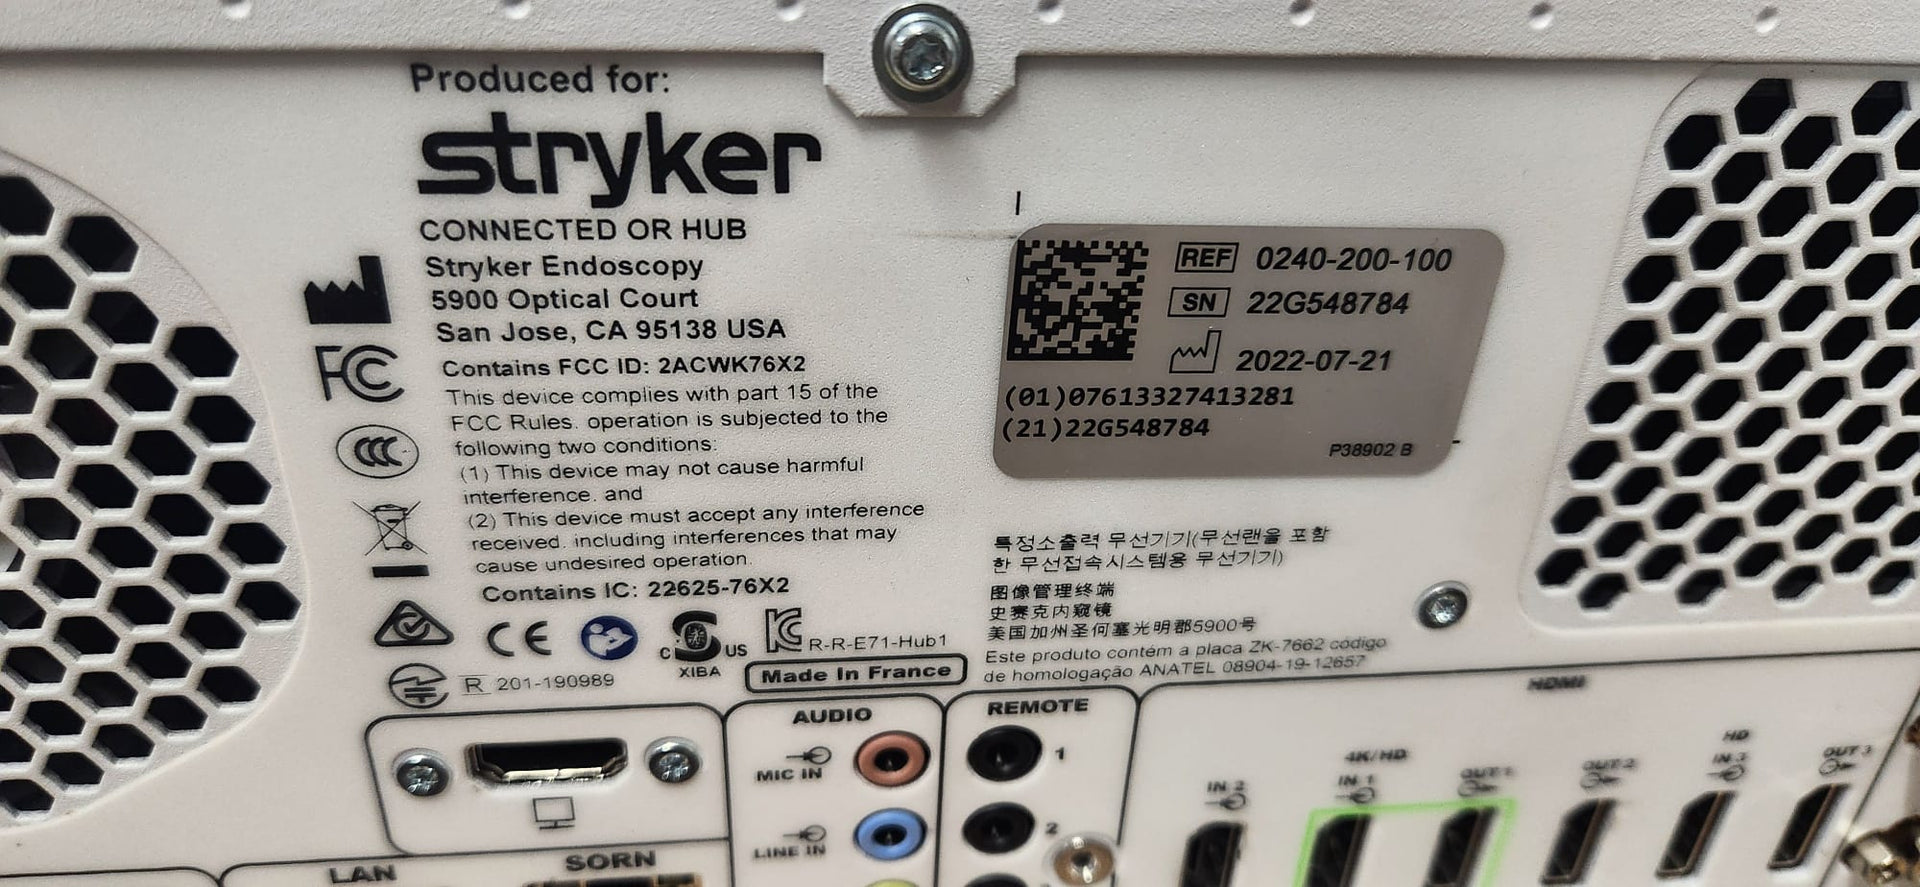 Produced for:
stryker
CONNECTED OR HUB
Stryker Endoscopy
5900 Optical Court
San Jose, CA 95138 USA
FC
Contains FCC ID: 2ACWK76X2
This device complies with part 15 of the
FCC Rules. operation is subjected to the
following two conditions:
(1) This device may not cause harmful
interference. and
(2) This device must accept any interference
received. including interferences that may
cause undesired operation.
Contains IC: 22625-76X2
CCC
CE
C US
XIBA
R-R-E71-Hub1
R 201-190989
Made In France
REF 0240-200-100
SN 22G548784
2022-07-21
(01)07613327413281
(21)22G548784
P38902 B
특정소출력 무선기기(무선랜을 포함
한 무선접속시스템용 무선기기)
图像管理终端
史赛克内窥镜
美国加州圣何塞光明郡5900号
Este produto contém a placa ZK-7662 código
de homologação ANATEL 08904-19-12657
AUDIO
MIC IN
LINE IN
REMOTE
1
2
HDMI
4K/HD
HD
IN 2
IN 1
OUT 1
OUT 2
IN 3
OUT 3
LAN
SORN